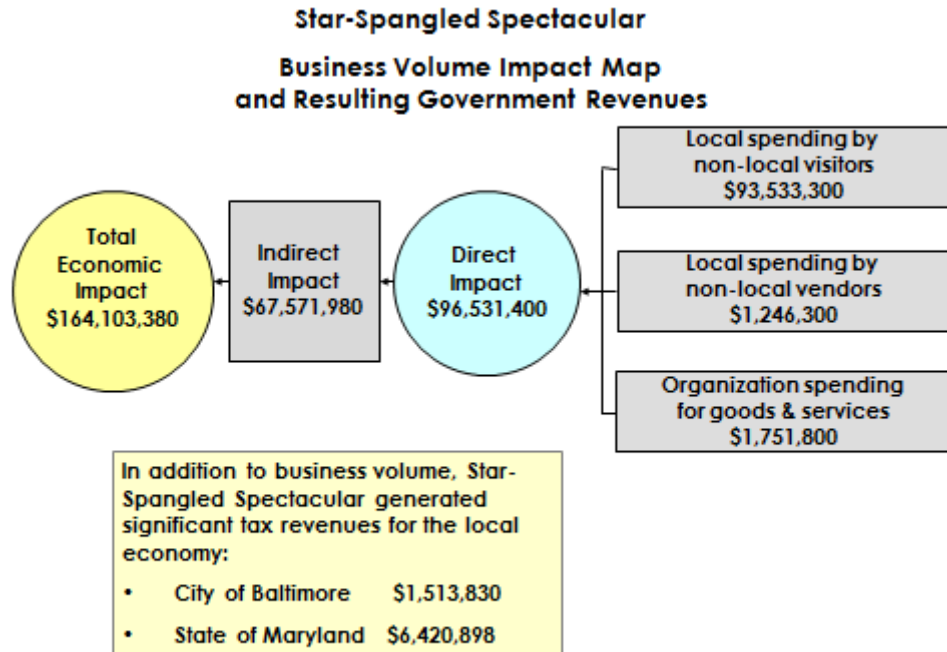 Star-Spangled Spectacular
Business Volume Impact Map
and Resulting Government Revenues
Total
Economic
Impact
$164,103,380
Indirect
Impact
$67,571,980
Direct
Impact
$96,531,400
Local spending by
non-local visitors
$93,533,300
Local spending by
non-local vendors
$1,246,300
Organization spending
for goods & services
$1,751,800
In addition to business volume, Star-
Spangled Spectacular generated
significant tax revenues for the local
economy:
• City of Baltimore $1,513,830
• State of Maryland $6,420,898